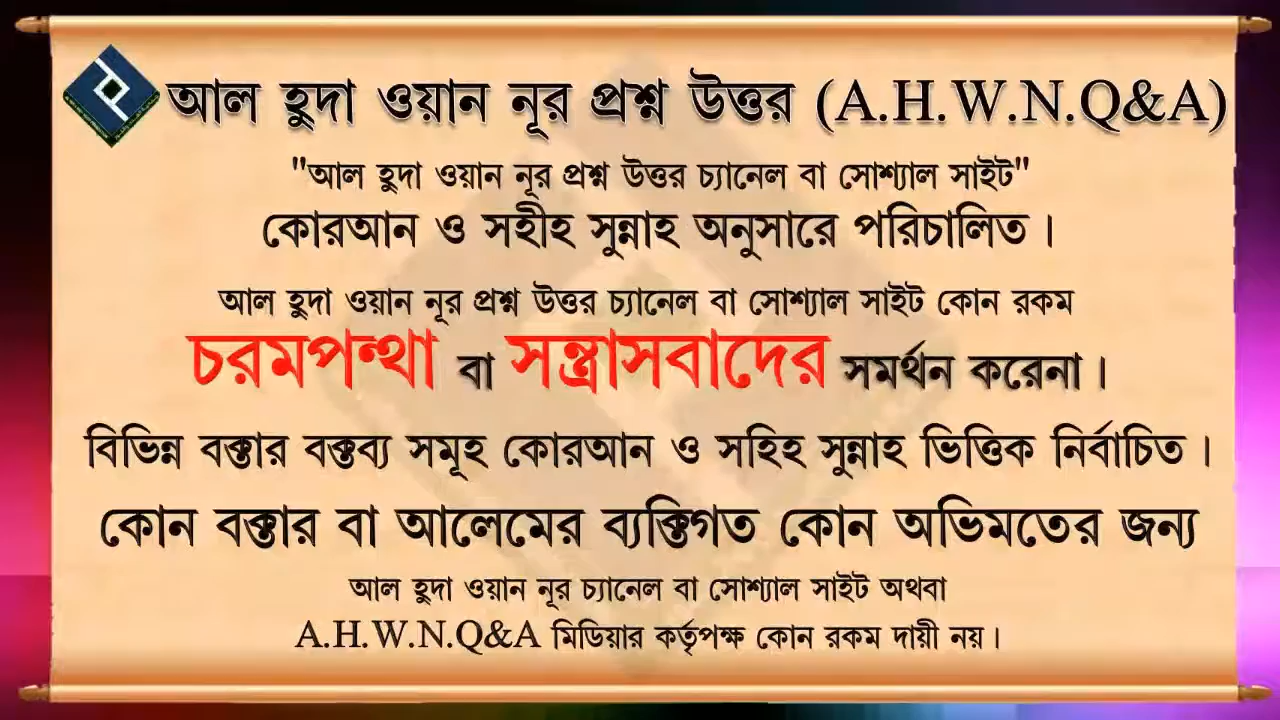 আল হুদা ওয়ান নূর প্রশ্ন উত্তর (A.H.W.N.Q&A)
"আল হুদা ওয়ান নূর প্রশ্ন উত্তর চ্যানেল বা সোশ্যাল সাইট"
কোরআন ও সহীহ সুন্নাহ অনুসারে পরিচালিত।
আল হুদা ওয়ান নূর প্রশ্ন উত্তর চ্যানেল বা সোশ্যাল সাইট কোন রকম
চরমপন্থা বা সন্ত্রাসবাদের সমর্থন করেনা।
বিভিন্ন বক্তার বক্তব্য সমূহ কোরআন ও সহিহ সুন্নাহ ভিত্তিক নির্বাচিত।
কোন বক্তার বা আলেমের ব্যক্তিগত কোন অভিমতের জন্য
আল হুদা ওয়ান নূর চ্যানেল বা সোশ্যাল সাইট অথবা
A.H.W.N.Q&A মিডিয়ার কর্তৃপক্ষ কোন রকম দায়ী নয়।